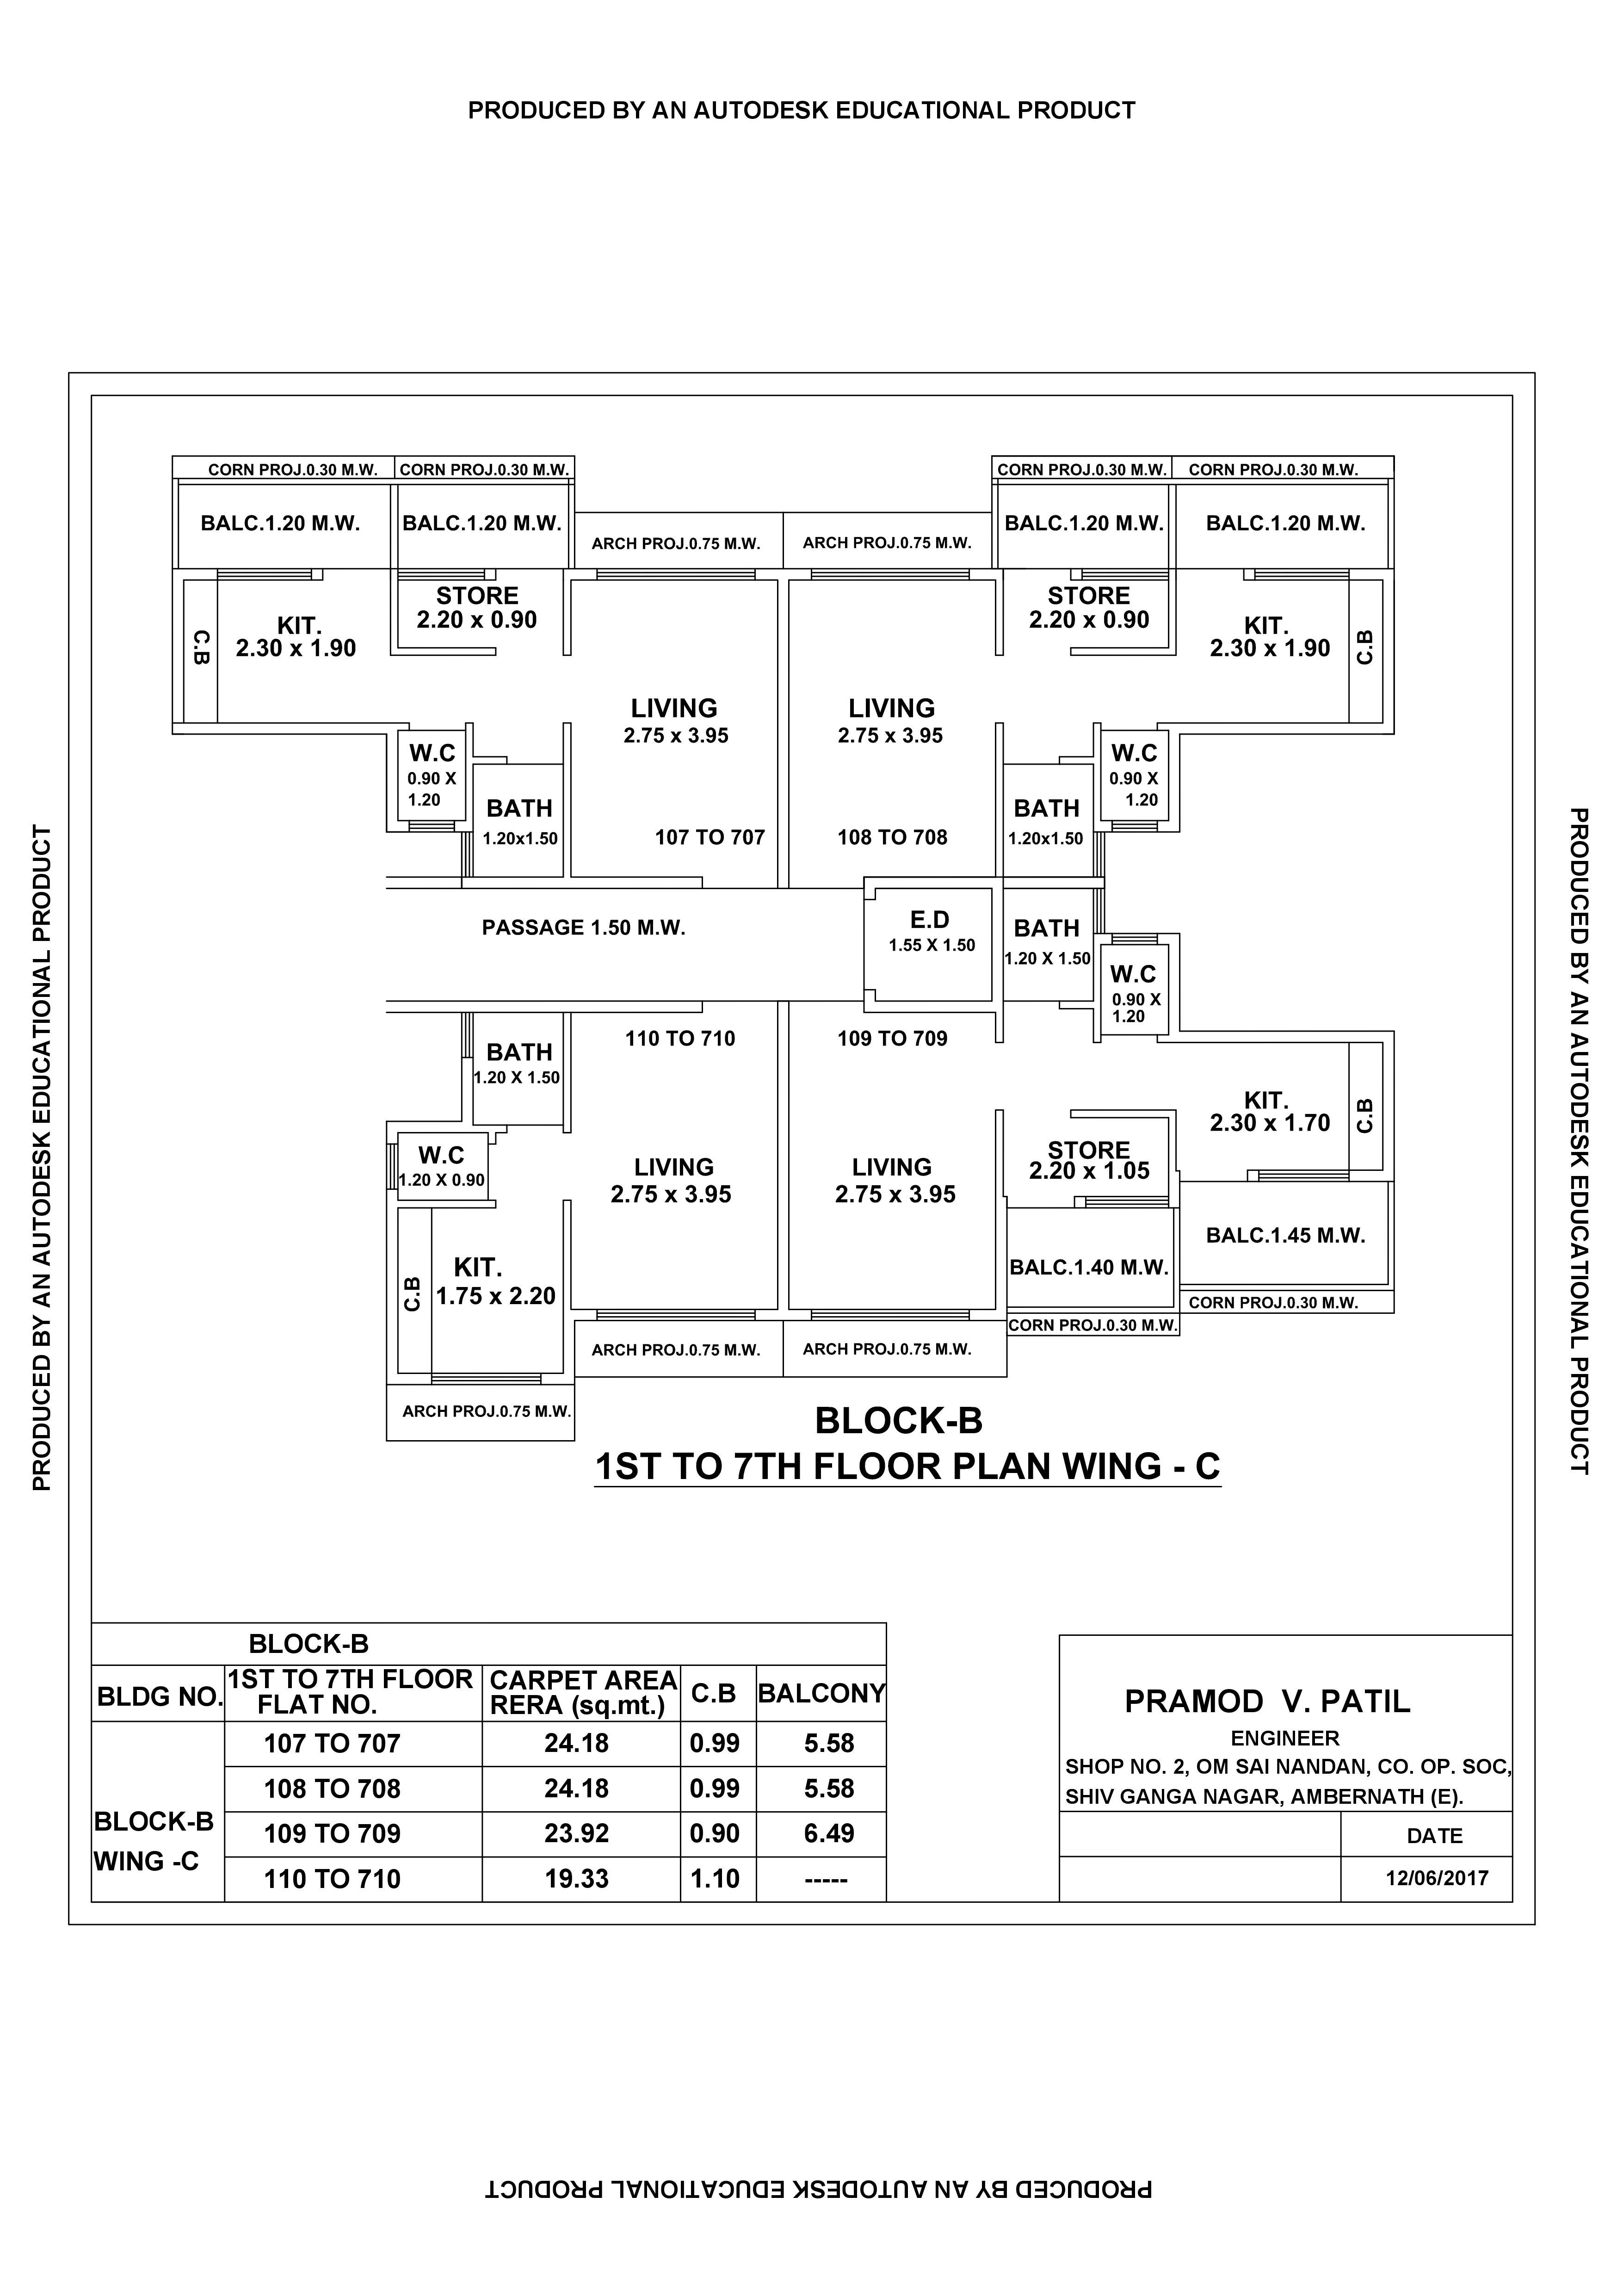 PRODUCED BY AN AUTODESK EDUCATIONAL PRODUCT
PRODUCED BY AN AUTODESK EDUCATIONAL PRODUCT
PRODUCED BY AN AUTODESK EDUCATIONAL PRODUCT
CORN PROJ.0.30 M.W. CORN PROJ.0.30 M.W. CORN PROJ.0.30 M.W. CORN PROJ.0.30 M.W.
BALC.1.20 M.W. BALC.1.20 M.W. BALC.1.20 M.W. BALC.1.20 M.W.
ARCH PROJ.0.75 M.W. ARCH PROJ.0.75 M.W.
STORE
2.20 x 0.90
STORE
2.20 x 0.90
C.B
KIT.
2.30 x 1.90
KIT.
2.30 x 1.90
C.B
LIVING
2.75 x 3.95
LIVING
2.75 x 3.95
W.C
0.90 X
1.20
W.C
0.90 X
1.20
BATH
1.20x1.50
107 TO 707
108 TO 708
BATH
1.20x1.50
PASSAGE 1.50 M.W.
E.D
1.55 X 1.50
BATH
1.20 X 1.50
W.C
0.90 X
1.20
BATH
1.20 X 1.50
110 TO 710
109 TO 709
KIT.
2.30 x 1.70
C.B
W.C
1.20 X 0.90
LIVING
2.75 x 3.95
LIVING
2.75 x 3.95
STORE
2.20 x 1.05
BALC.1.45 M.W.
C.B
KIT.
1.75 x 2.20
BALC.1.40 M.W.
CORN PROJ.0.30 M.W.
CORN PROJ.0.30 M.W.
ARCH PROJ.0.75 M.W. ARCH PROJ.0.75 M.W.
ARCH PROJ.0.75 M.W.
BLOCK-B
1ST TO 7TH FLOOR PLAN WING - C
BLOCK-B
BLDG NO. 1ST TO 7TH FLOOR FLAT NO. CARPET AREA RERA (sq.mt.) C.B BALCONY
BLOCK-B
WING -C
107 TO 707 24.18 0.99 5.58
108 TO 708 24.18 0.99 5.58
109 TO 709 23.92 0.90 6.49
110 TO 710 19.33 1.10 -----
PRAMOD V. PATIL
ENGINEER
SHOP NO. 2, OM SAI NANDAN, CO. OP. SOC,
SHIV GANGA NAGAR, AMBERNATH (E).
DATE
12/06/2017
PRODUCED BY AN AUTODESK EDUCATIONAL PRODUCT